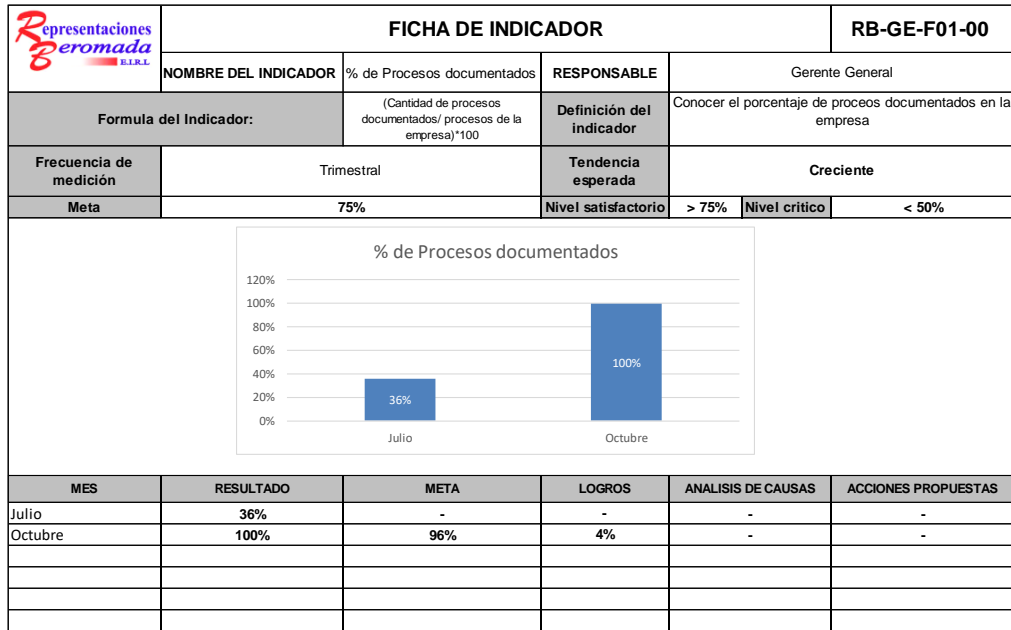 Representaciones
Beromada
E.I.R.L
FICHA DE INDICADOR
RB-GE-F01-00
NOMBRE DEL INDICADOR
% de Procesos documentados
RESPONSABLE
Gerente General
Formula del Indicador:
(Cantidad de procesos
documentados/ procesos de la
empresa)*100
Definición del
indicador
Conocer el porcentaje de proceos documentados en la
empresa
Frecuencia de
medición
Trimestral
Tendencia
esperada
Creciente
Meta
75%
Nivel satisfactorio
> 75%
Nivel critico
< 50%
% de Procesos documentados
120%
100%
80%
60%
40%
20%
0%
36%
100%
Julio
Octubre
MES RESULTADO META LOGROS ANALISIS DE CAUSAS ACCIONES PROPUESTAS
Julio 36% - - - -
Octubre 100% 96% 4% - -